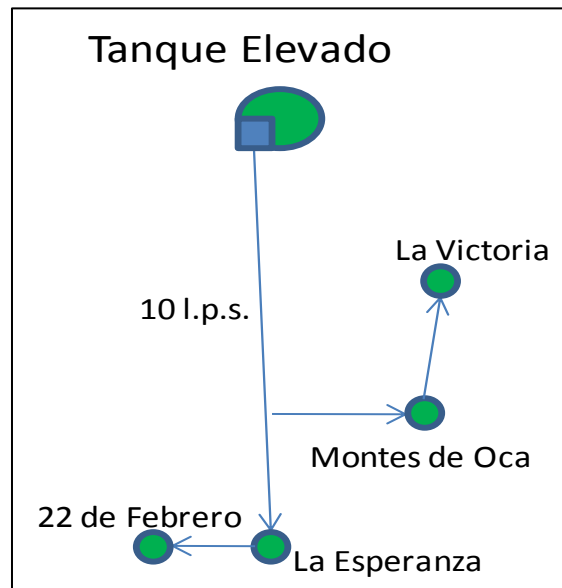 Tanque Elevado
La Victoria
10 l.p.s.
Montes de Oca
22 de Febrero
La Esperanza